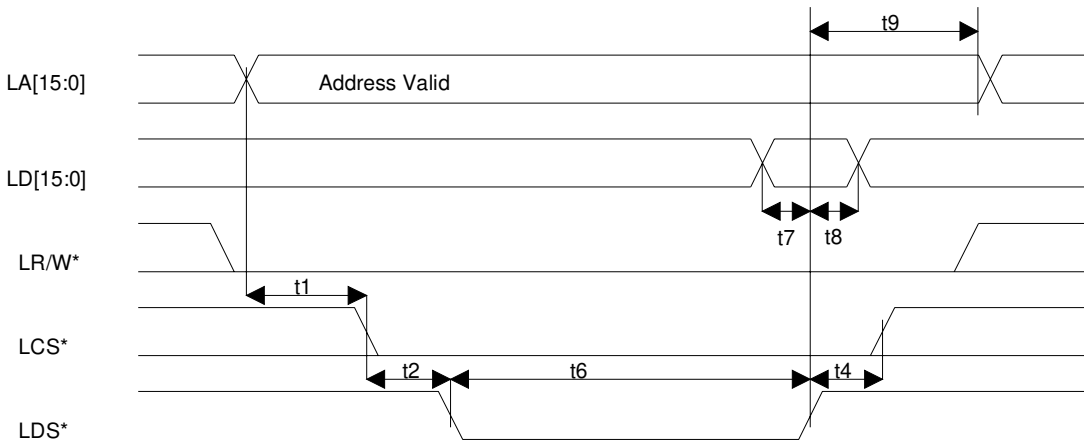 t9
LA[15:0]
Address Valid
LD[15:0]
t7
t8
LR/W*
t1
LCS*
t2
t6
t4
LDS*